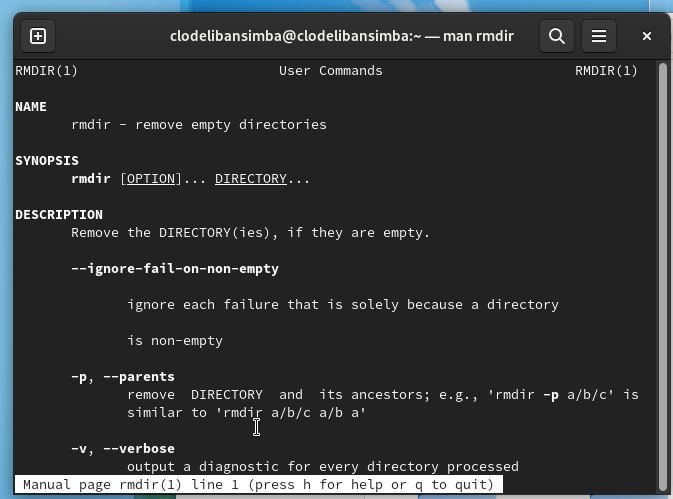 clodelibansimba@clodelibansimba:~ — man rmdir
RMDIR(1) User Commands RMDIR(1)
NAME
rmdir - remove empty directories
SYNOPSIS
rmdir [OPTION]... DIRECTORY...
DESCRIPTION
Remove the DIRECTORY(ies), if they are empty.
--ignore-fail-on-non-empty
ignore each failure that is solely because a directory
is non-empty
-p, --parents
remove DIRECTORY and its ancestors; e.g., 'rmdir -p a/b/c' is
similar to 'rmdir a/b/c a/b a'
-v, --verbose
output a diagnostic for every directory processed
Manual page rmdir(1) line 1 (press h for help or q to quit)